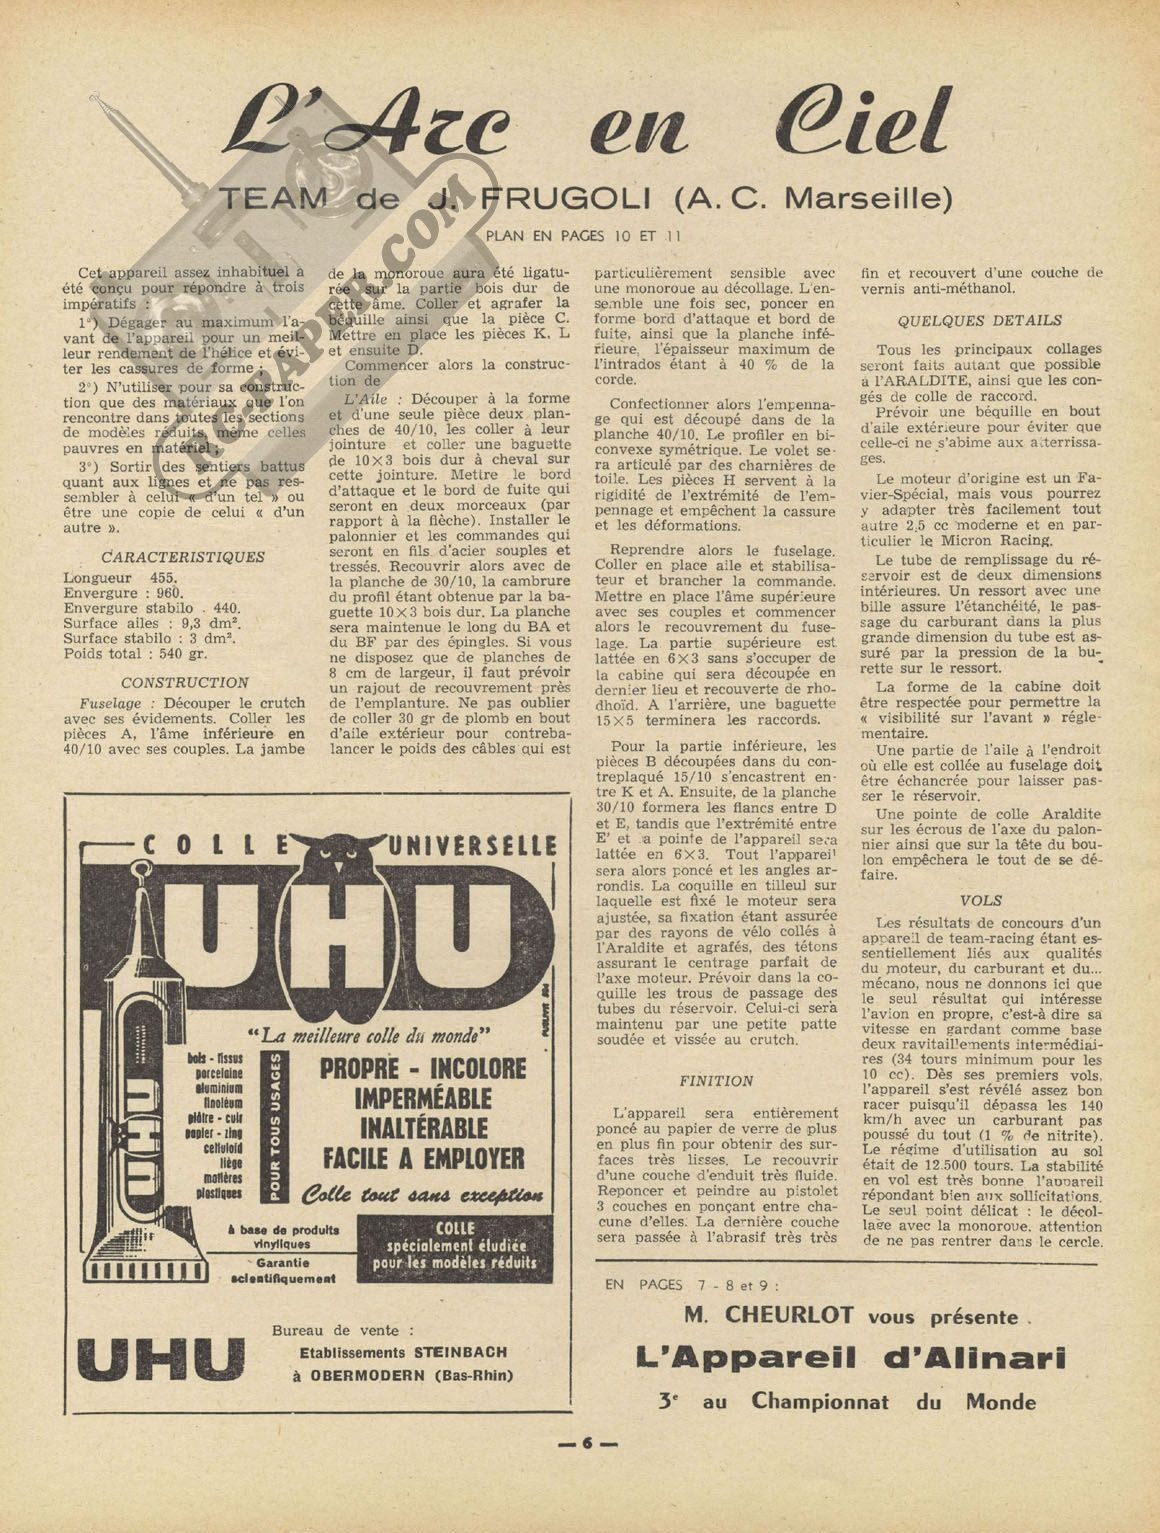 L'Arc en Ciel
TEAM de J. FRUGOLI (A. C. Marseille)
PLAN EN PAGES 10 ET 11
RC-PAPER.COM
Cet appareil assez inhabituel à
été conçu pour répondre à trois
impératifs :
1°) Dégager au maximum l'a-
vant de l'appareil pour un meil-
leur rendement de l'hélice et évi-
ter les cassures de forme ;
2°) N'utiliser pour sa construc-
tion que des matériaux que l'on
rencontre dans toutes les sections
de modèles réduits, même celles
pauvres en matériel ;
3°) Sortir des sentiers battus
quant aux lignes et ne pas res-
sembler à celui « d'un tel » ou
être une copie de celui « d'un
autre ».
CARACTERISTIQUES
Longueur 455.
Envergure : 960.
Envergure stabilo . 440.
Surface ailes : 9,3 dm².
Surface stabilo : 3 dm².
Poids total : 540 gr.
CONSTRUCTION
Fuselage : Découper le crutch
avec ses évidements. Coller les
pièces A, l'âme inférieure en
40/10 avec ses couples. La jambe
de la monoroue aura été ligatu-
rée sur la partie bois dur de
cette âme. Coller et agrafer la
béquille ainsi que la pièce C.
Mettre en place les pièces K, L
et ensuite D.
Commencer alors la construc-
tion de
L'Aile : Découper à la forme
et d'une seule pièce deux plan-
ches de 40/10, les coller à leur
jointure et coller une baguette
de 10×3 bois dur à cheval sur
cette jointure. Mettre le bord
d'attaque et le bord de fuite qui
seront en deux morceaux (par
rapport à la flèche). Installer le
palonnier et les commandes qui
seront en fils d'acier souples et
tressés. Recouvrir alors avec de
la planche de 30/10, la cambrure
du profil étant obtenue par la ba-
guette 10×3 bois dur. La planche
sera maintenue le long du BA et
du BF par des épingles. Si vous
ne disposez que de planches de
8 cm de largeur, il faut prévoir
un rajout de recouvrement près
de l'emplanture. Ne pas oublier
de coller 30 gr de plomb en bout
d'aile extérieur pour contreba-
lancer le poids des câbles qui est
particulièrement sensible avec
une monoroue au décollage. L'en-
semble une fois sec, poncer en
forme bord d'attaque et bord de
fuite, ainsi que la planche infé-
rieure, l'épaisseur maximum de
l'intrados étant à 40 % de la
corde.
Confectionner alors l'empenna-
ge qui est découpé dans de la
planche 40/10. Le profiler en bi-
convexe symétrique. Le volet se-
ra articulé par des charnières de
toile. Les pièces H servent à la
rigidité de l'extrémité de l'em-
pennage et empêchent la cassure
et les déformations.
Reprendre alors le fuselage.
Coller en place aile et stabilisa-
teur et brancher la commande.
Mettre en place l'âme supérieure
avec ses couples et commencer
alors le recouvrement du fuse-
lage. La partie supérieure est
lattée en 6×3 sans s'occuper de
la cabine qui sera découpée en
dernier lieu et recouverte de rho-
dhoïd. A l'arrière, une baguette
15×5 terminera les raccords.
Pour la partie inférieure, les
pièces B découpées dans du con-
treplaqué 15/10 s'encastrent en-
tre K et A. Ensuite, de la planche
30/10 formera les flancs entre D
et E, tandis que l'extrémité entre
E' et la pointe de l'appareil sera
lattée en 6×3. Tout l'appareil
sera alors poncé et les angles ar-
rondis. La coquille en tilleul sur
laquelle est fixé le moteur sera
ajustée, sa fixation étant assurée
par des rayons de vélo collés à
l'Araldite et agrafés, des tétons
assurant le centrage parfait de
l'axe moteur. Prévoir dans la co-
quille les trous de passage des
tubes du réservoir. Celui-ci sera
maintenu par une petite patte
soudée et vissée au crutch.
FINITION
L'appareil sera entièrement
poncé au papier de verre de plus
en plus fin pour obtenir des sur-
faces très lisses. Le recouvrir
d'une couche d'enduit très fluide.
Reponcer et peindre au pistolet
3 couches en ponçant entre cha-
cune d'elles. La dernière couche
sera passée à l'abrasif très très
fin et recouvert d'une couche de
vernis anti-méthanol.
QUELQUES DETAILS
Tous les principaux collages
seront faits autant que possible
à l'ARALDITE, ainsi que les con-
gés de colle de raccord.
Prévoir une béquille en bout
d'aile extérieure pour éviter que
celle-ci ne s'abime aux atterrissa-
ges.
Le moteur d'origine est un Fa-
vier-Spécial, mais vous pourrez
y adapter très facilement tout
autre 2,5 cc moderne et en par-
ticulier le Micron Racing.
Le tube de remplissage du ré-
servoir est de deux dimensions
intérieures. Un ressort avec une
bille assure l'étanchéité, le pas-
sage du carburant dans la plus
grande dimension du tube est as-
suré par la pression de la bu-
rette sur le ressort.
La forme de la cabine doit
être respectée pour permettre la
« visibilité sur l'avant » régle-
mentaire.
Une partie de l'aile à l'endroit
où elle est collée au fuselage doit
être échancrée pour laisser pas-
ser le réservoir.
Une pointe de colle Araldite
sur les écrous de l'axe du palon-
nier ainsi que sur la tête du bou-
lon empêchera le tout de se dé-
faire.
VOLS
Les résultats de concours d'un
appareil de team-racing étant es-
sentiellement liés aux qualités
du moteur, du carburant et du...
mécano, nous ne donnons ici que
le seul résultat qui intéresse
l'avion en propre, c'est-à dire sa
vitesse en gardant comme base
deux ravitaillements intermédiai-
res (34 tours minimum pour les
10 cc). Dès ses premiers vols,
l'appareil s'est révélé assez bon
racer puisqu'il dépassa les 140
km/h avec un carburant pas
poussé du tout (1 % de nitrite).
Le régime d'utilisation au sol
était de 12.500 tours. La stabilité
en vol est très bonne l'appareil
répondant bien aux sollicitations.
Le seul point délicat : le décol-
lage avec la monoroue, attention
de ne pas rentrer dans le cercle.
COLLE UNIVERSELLE
UHU
"La meilleure colle du monde"
bois - tissus
porcelaine
aluminium
linoléum
plâtre - cuir
papier - zing
celluloid
liège
matières
plastiques
POUR TOUS USAGES
PROPRE - INCOLORE
IMPERMÉABLE
INALTÉRABLE
FACILE A EMPLOYER
Colle tout sans exception
UHU
à base de produits
vinyliques
Garantie
scientifiquement
COLLE
spécialement étudiée
pour les modèles réduits
UHU
Bureau de vente :
Etablissements STEINBACH
à OBERMODERN (Bas-Rhin)
EN PAGES 7 - 8 et 9 :
M. CHEURLOT vous présente .
L'Appareil d'Alinari
3e au Championnat du Monde
— 6 —